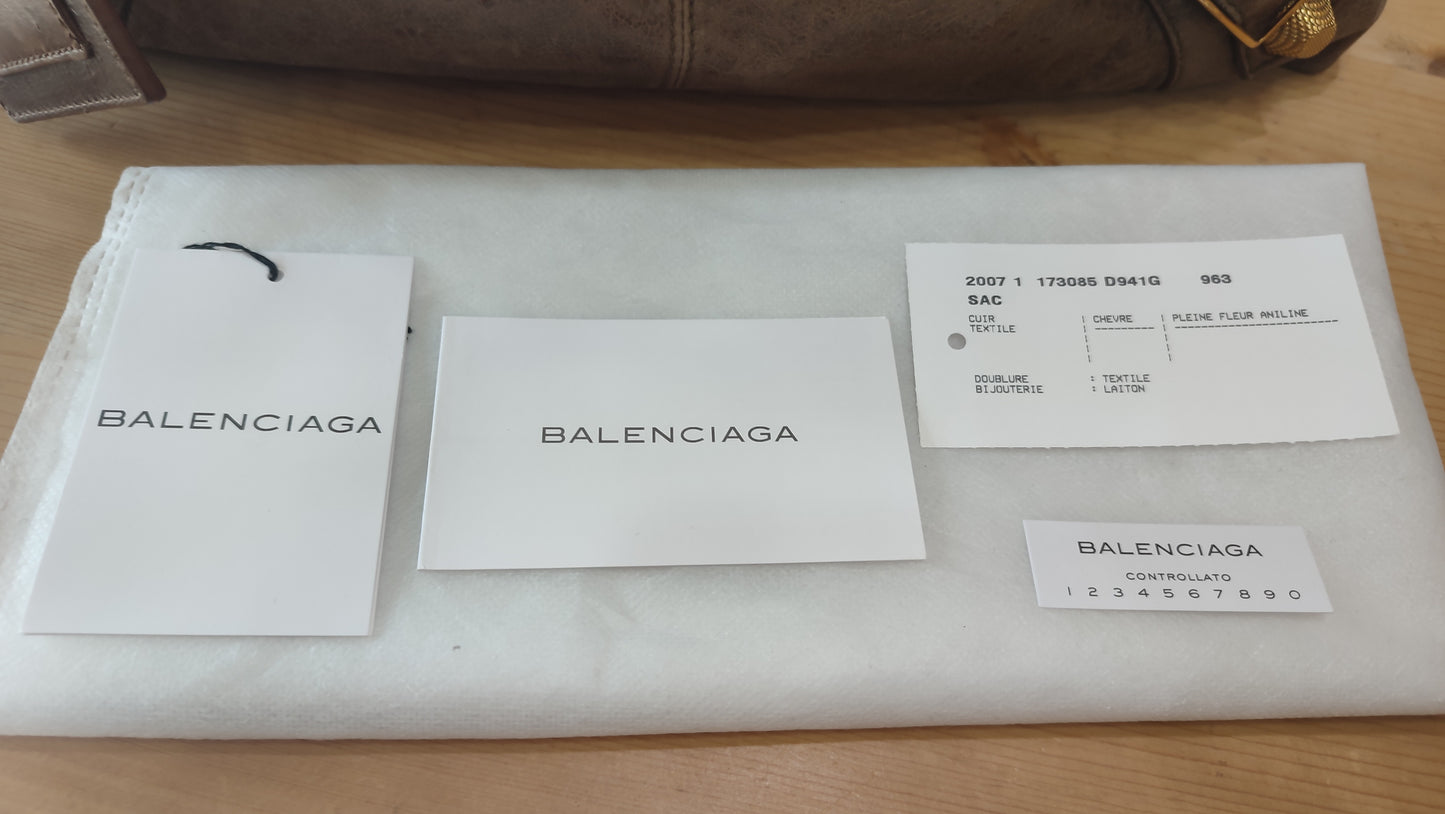 BALENCIAGA
BALENCIAGA
2007 1 173085 D941G 963
SAC
CUIR | CHEVRE | PLEINE FLEUR ANILINE
TEXTILE
DOUBLURE : TEXTILE
BIJOUTERIE : LAITON
BALENCIAGA
CONTROLLATO
1 2 3 4 5 6 7 8 9 0